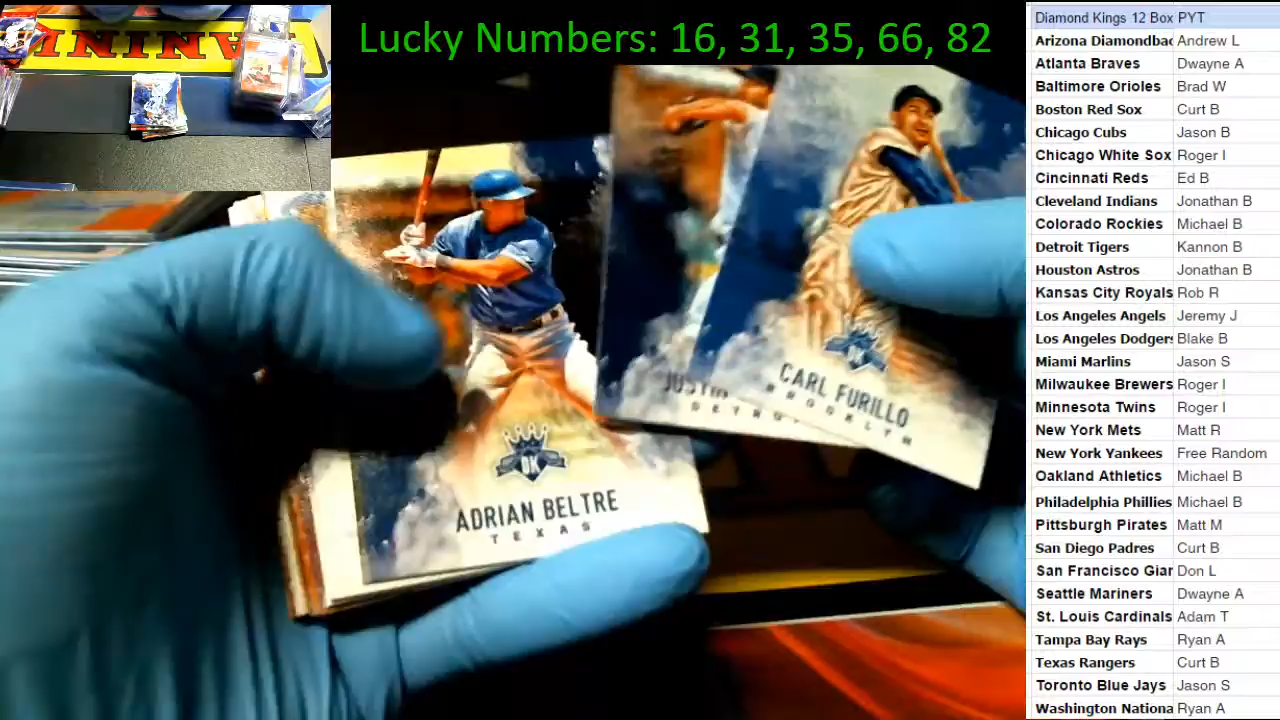 Lucky Numbers: 16, 31, 35, 66, 82
PANINI
Diamond Kings 12 Box PYT
Arizona Diamondbac Andrew L
Atlanta Braves Dwayne A
Baltimore Orioles Brad W
Boston Red Sox Curt B
Chicago Cubs Jason B
Chicago White Sox Roger I
Cincinnati Reds Ed B
Cleveland Indians Jonathan B
Colorado Rockies Michael B
Detroit Tigers Kannon B
Houston Astros Jonathan B
Kansas City Royals Rob R
Los Angeles Angels Jeremy J
Los Angeles Dodgers Blake B
Miami Marlins Jason S
Milwaukee Brewers Roger I
Minnesota Twins Roger I
New York Mets Matt R
New York Yankees Free Random
Oakland Athletics Michael B
Philadelphia Phillies Michael B
Pittsburgh Pirates Matt M
San Diego Padres Curt B
San Francisco Gian Don L
Seattle Mariners Dwayne A
St. Louis Cardinals Adam T
Tampa Bay Rays Ryan A
Texas Rangers Curt B
Toronto Blue Jays Jason S
Washington Nationa Ryan A
JUSTIN
DETRO
CARL FURILLO
BROOKLYN
DK
ADRIAN BELTRE
TEXAS